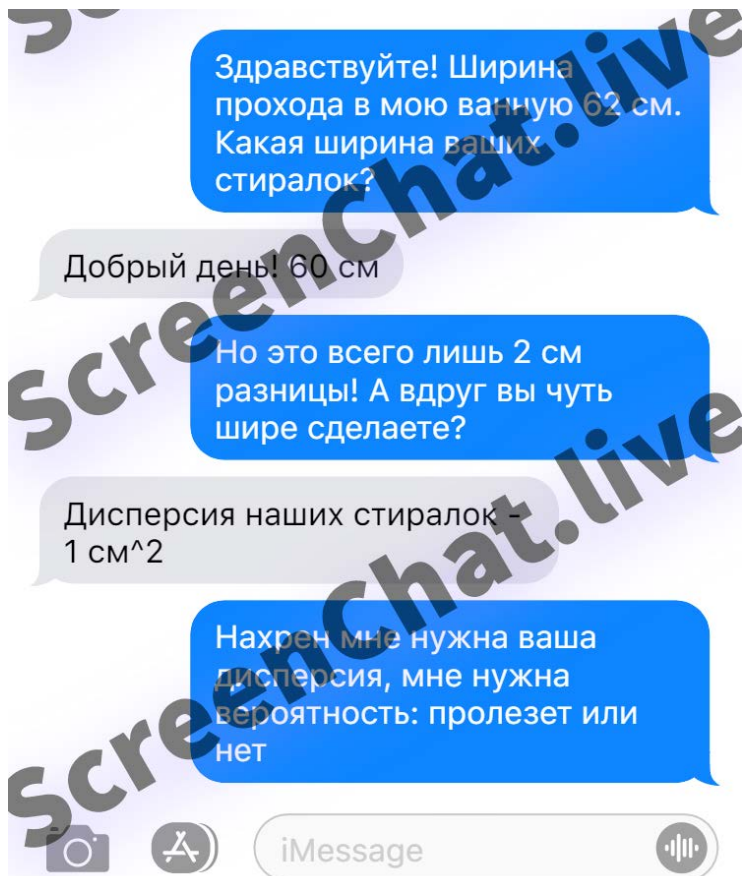 Здравствуйте! Ширина
прохода в мою ванную 62 см.
Какая ширина ваших
стиралок?
Добрый день! 60 см
Но это всего лишь 2 см
разницы! А вдруг вы чуть
шире сделаете?
Дисперсия наших стиралок -
1 см^2
Нахрен мне нужна ваша
дисперсия, мне нужна
вероятность: пролезет или
нет
iMessage
ScreenChat.live
ScreenChat.live